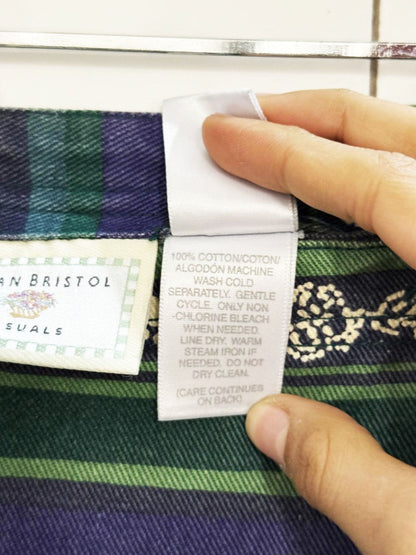 AN BRISTOL
SUALS
100% COTTON/COTON/
ALGODÓN MACHINE
WASH COLD
SEPARATELY. GENTLE
CYCLE. ONLY NON
-CHLORINE BLEACH
WHEN NEEDED.
LINE DRY. WARM
STEAM IRON IF
NEEDED. DO NOT
DRY CLEAN.
(CARE CONTINUES
ON BACK)